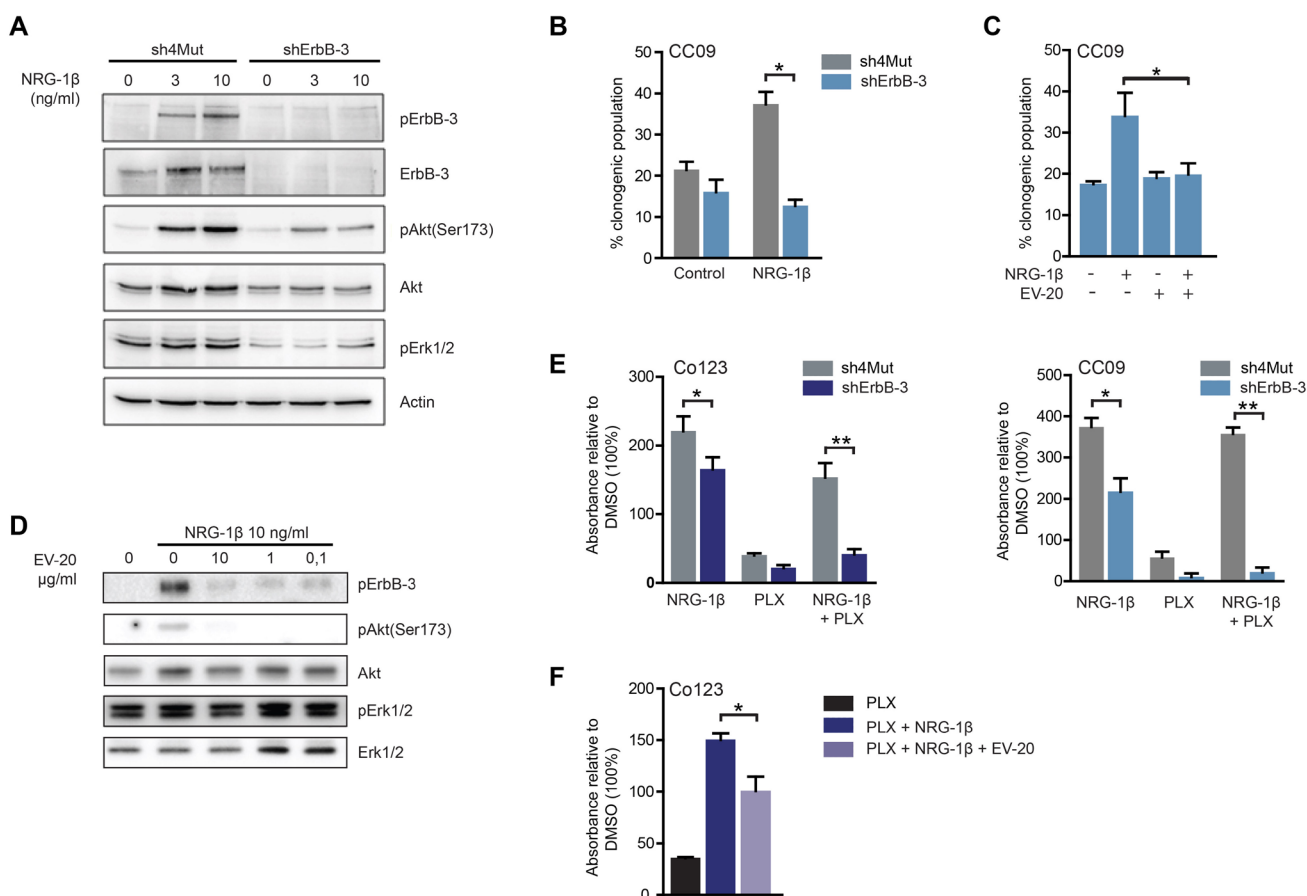 A
sh4Mut shErbB-3
NRG-1β 0 3 10 0 3 10
(ng/ml)
pErbB-3
ErbB-3
pAkt(Ser173)
Akt
pErk1/2
Actin
B
CC09
sh4Mut
shErbB-3
% clonogenic population
50
40
30
20
10
0
*
Control NRG-1β
C
CC09
% clonogenic population
50
40
30
20
10
0
*
NRG-1β - + - +
EV-20 - - + +
D
NRG-1β 10 ng/ml
EV-20 0 0 10 1 0,1
µg/ml
pErbB-3
pAkt(Ser173)
Akt
pErk1/2
Erk1/2
E
Co123
sh4Mut
shErbB-3
Absorbance relative to
DMSO (100%)
300
200
100
0
*
**
NRG-1β PLX NRG-1β
+ PLX
CC09
sh4Mut
shErbB-3
Absorbance relative to
DMSO (100%)
500
400
300
200
100
0
*
**
NRG-1β PLX NRG-1β
+ PLX
F
Co123
PLX
PLX + NRG-1β
PLX + NRG-1β + EV-20
Absorbance relative to
DMSO (100%)
200
150
100
50
0
*